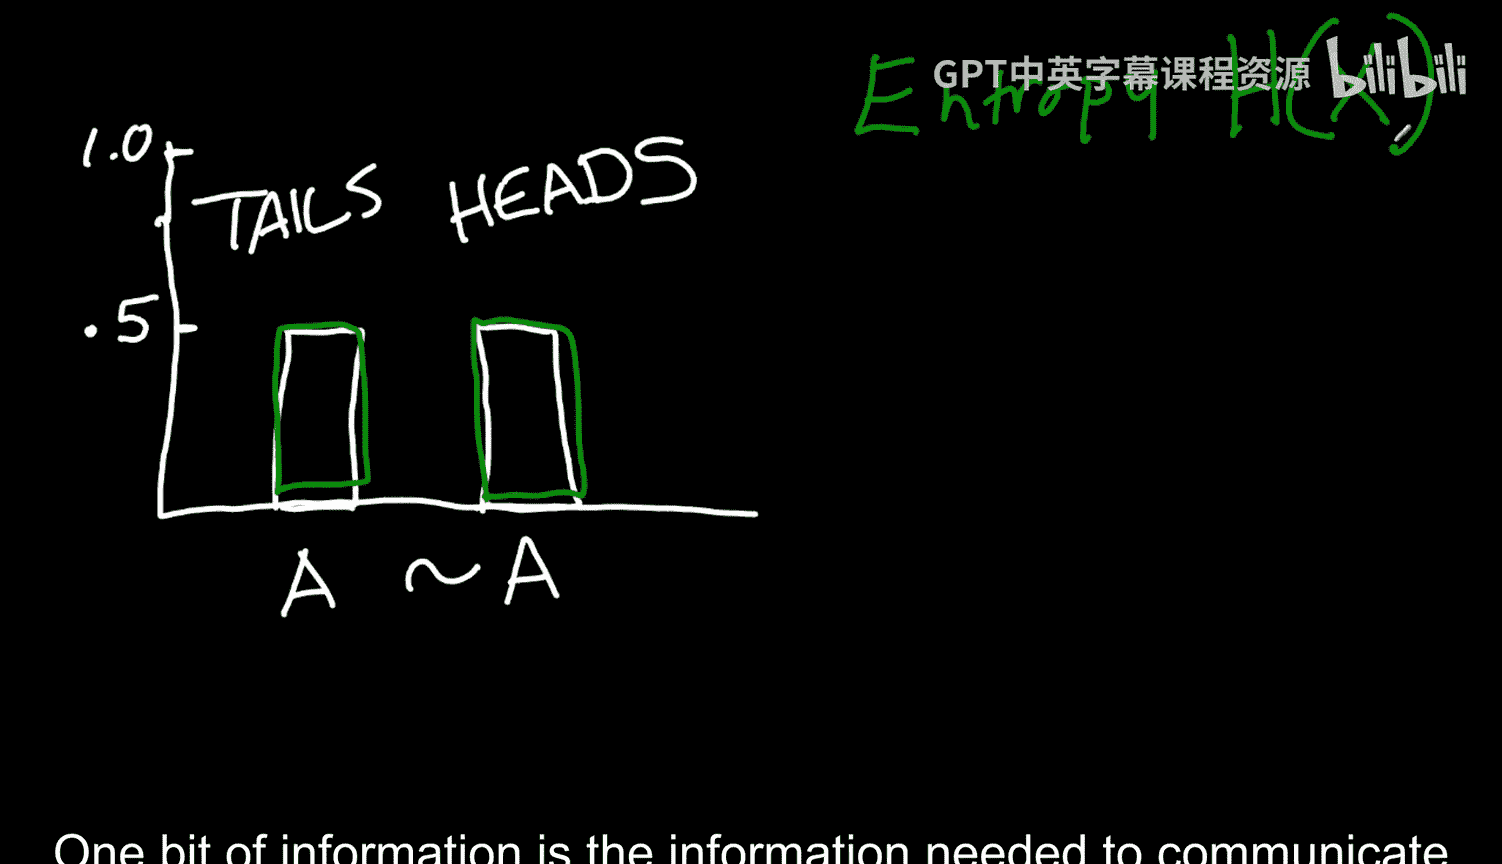 GPT中英字幕课程资源 bilibili
Entropy H(X)
1.0
TAILS HEADS
.5
A ~A
One bit of information is the information needed to communicate